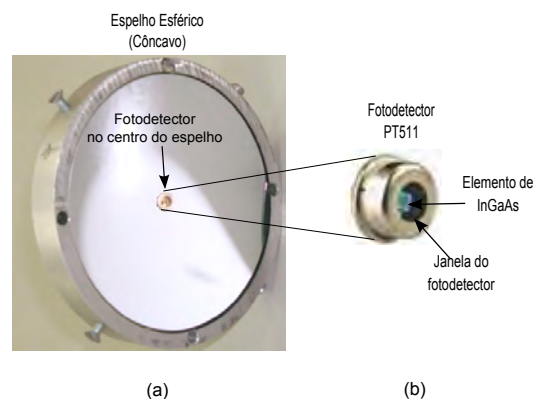 Espelho Esférico
(Côncavo)
Fotodetector
no centro do espelho
Fotodetector
PT511
Elemento de
InGaAs
Janela do
fotodetector
(a)
(b)